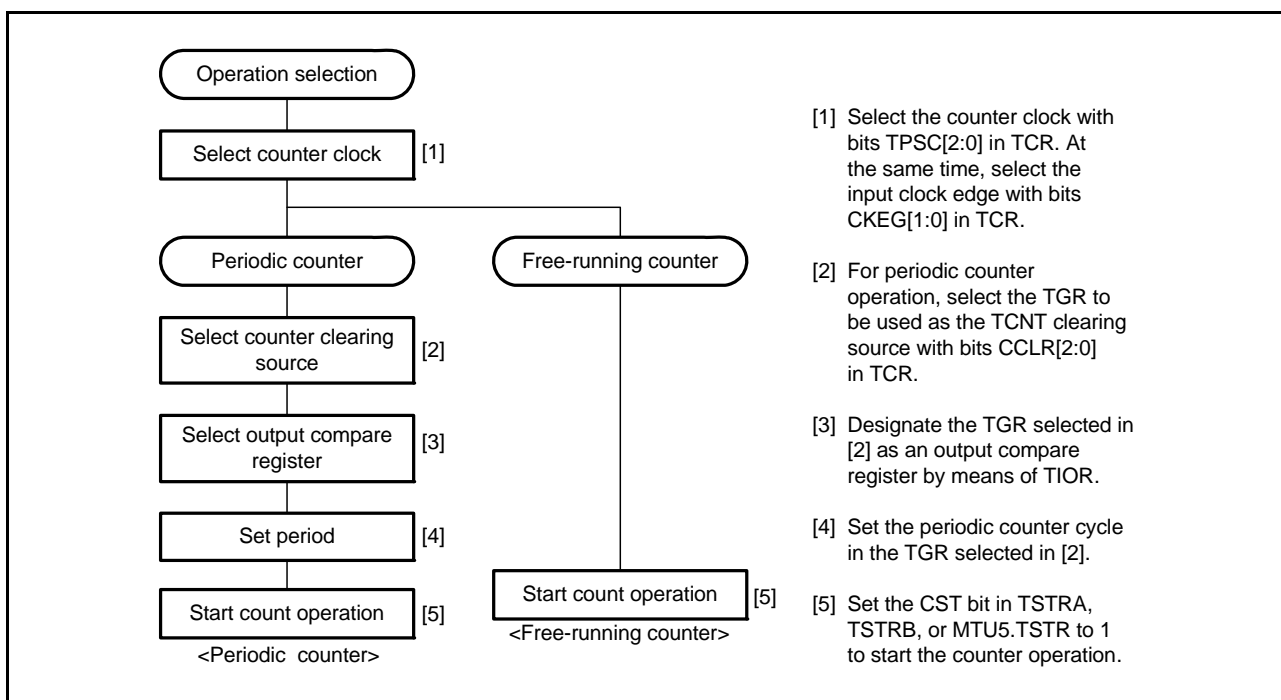 Operation selection
Select counter clock
[1]
Periodic counter
Free-running counter
Select counter clearing
source
[2]
Select output compare
register
[3]
Set period
[4]
Start count operation
[5]
<Periodic  counter>
Start count operation
[5]
<Free-running counter>
[1] Select the counter clock with
bits TPSC[2:0] in TCR. At
the same time, select the
input clock edge with bits
CKEG[1:0] in TCR.
[2] For periodic counter
operation, select the TGR to
be used as the TCNT clearing
source with bits CCLR[2:0]
in TCR.
[3] Designate the TGR selected in
[2] as an output compare
register by means of TIOR.
[4] Set the periodic counter cycle
in the TGR selected in [2].
[5] Set the CST bit in TSTRA,
TSTRB, or MTU5.TSTR to 1
to start the counter operation.